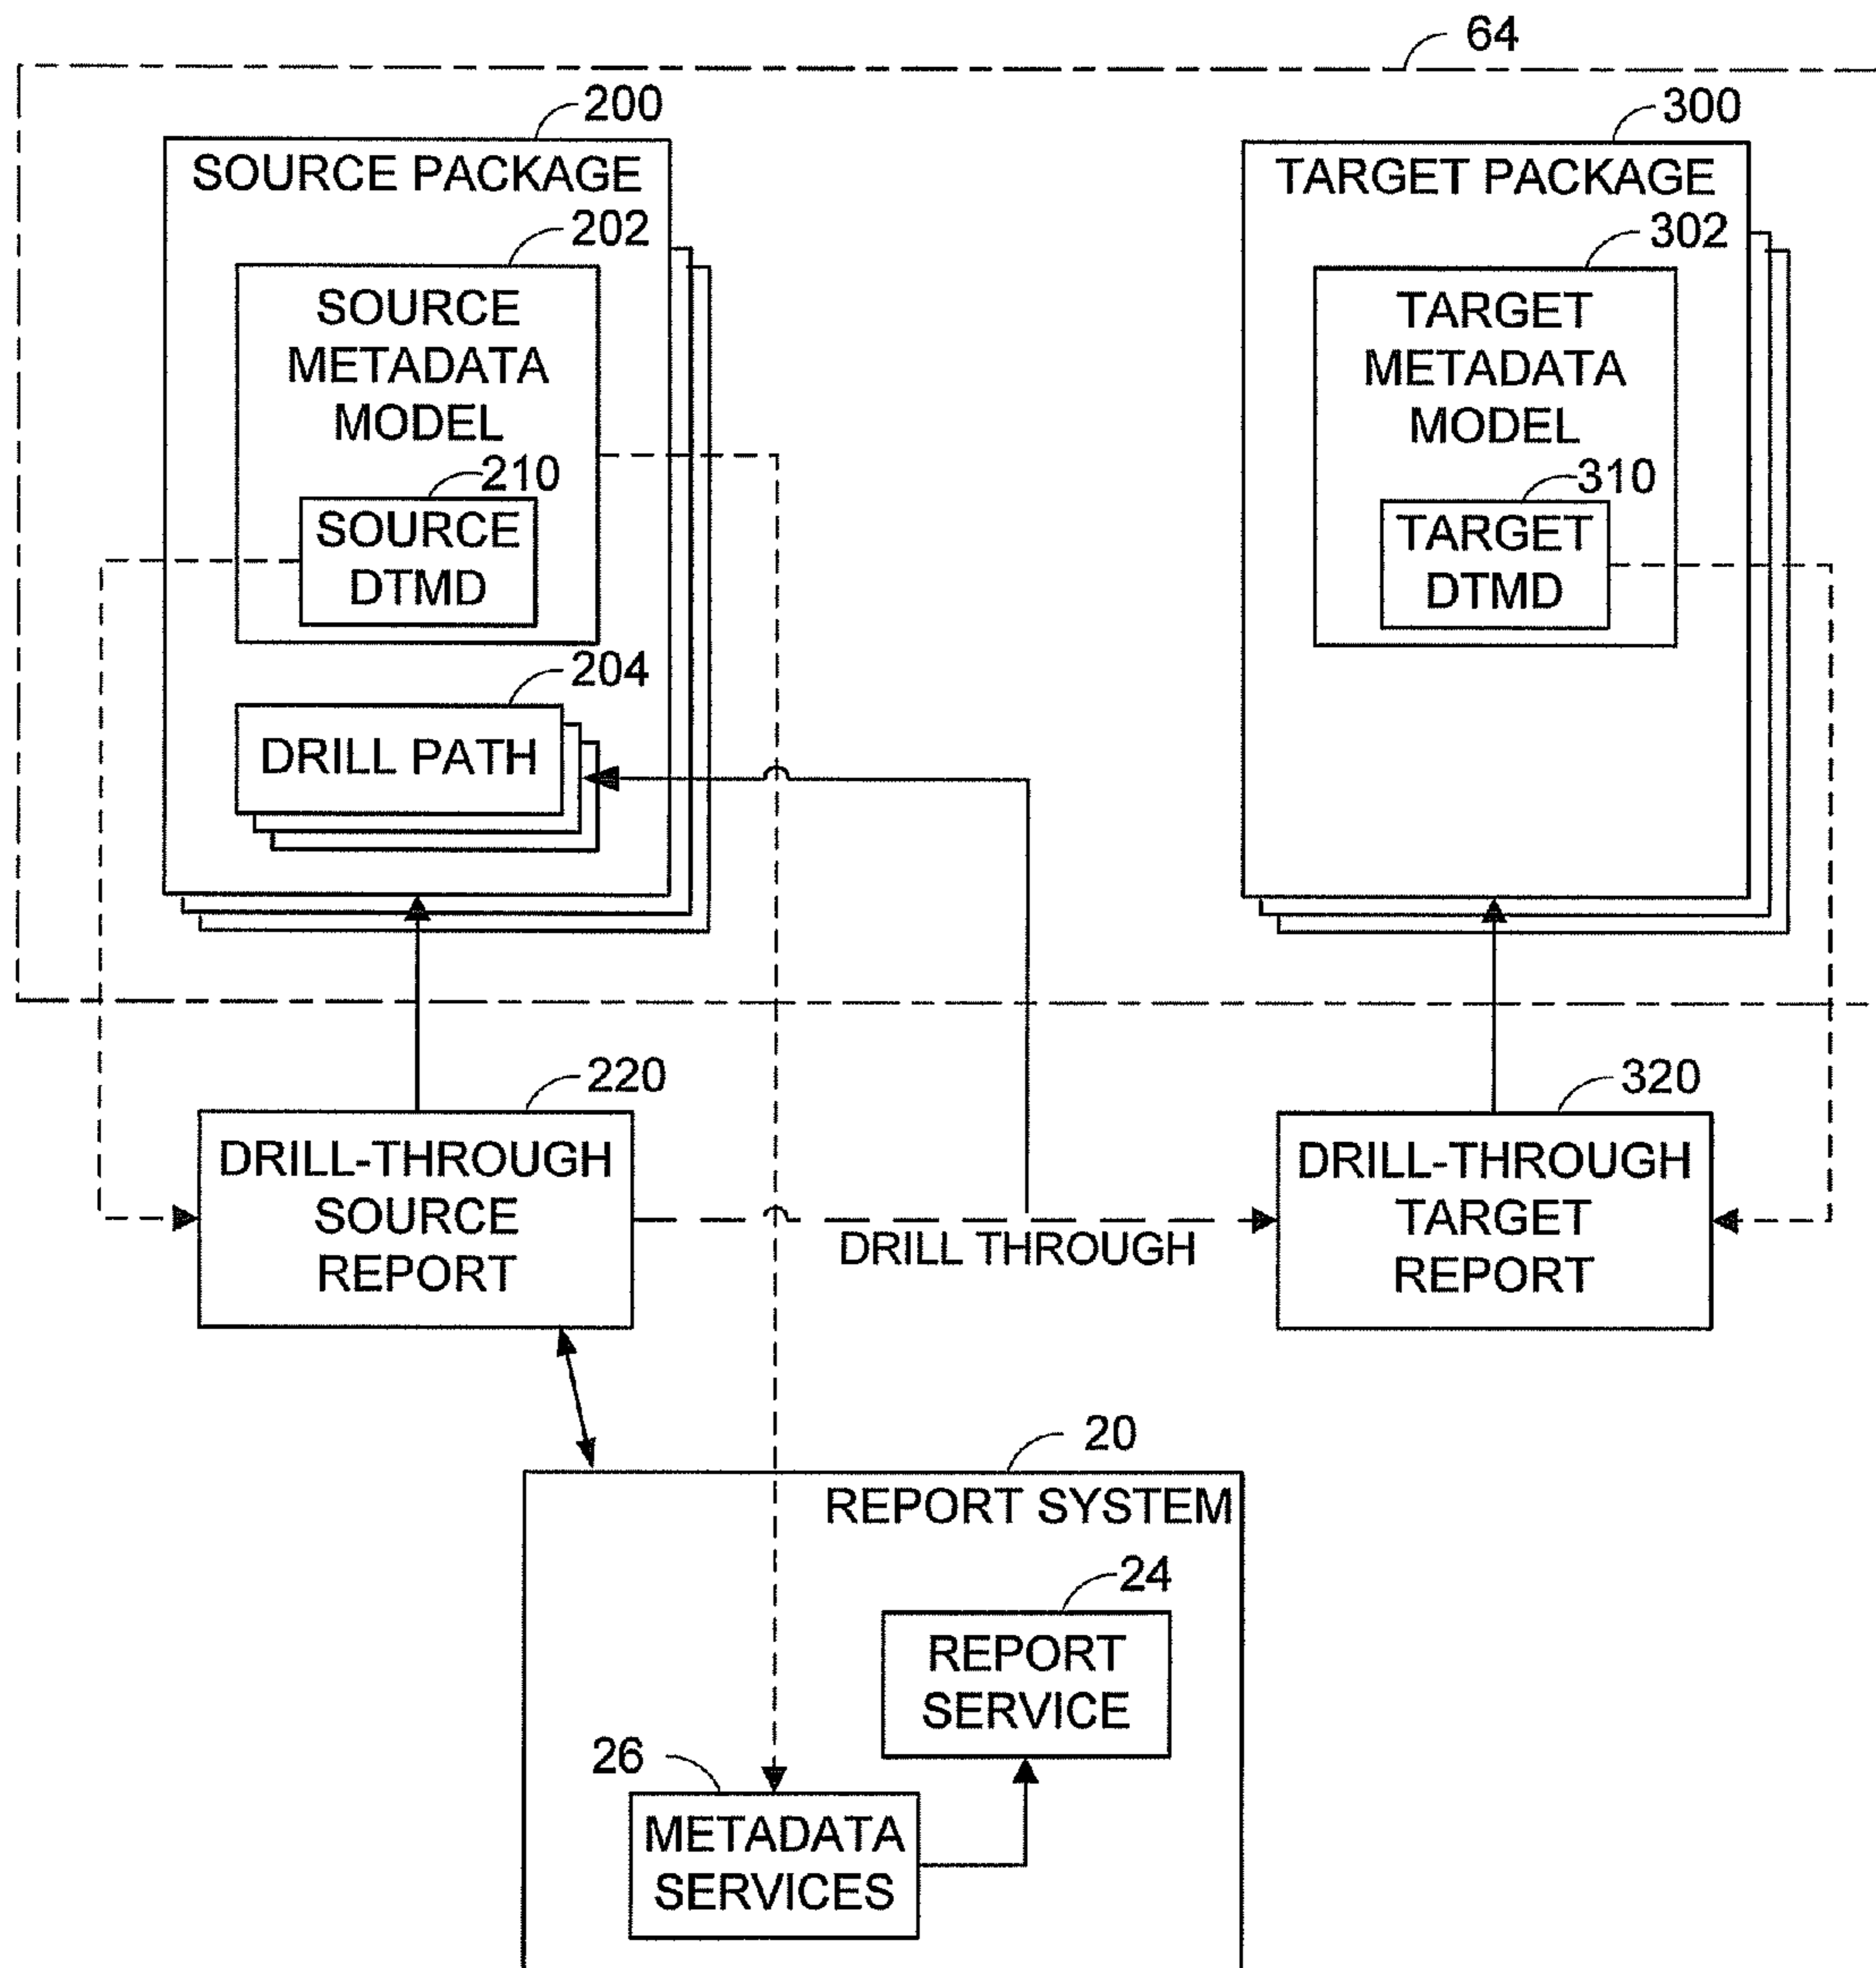 64
200
SOURCE PACKAGE
202
SOURCE
METADATA
MODEL
210
SOURCE
DTMD
204
DRILL PATH
300
TARGET PACKAGE
302
TARGET
METADATA
MODEL
310
TARGET
DTMD
220
DRILL-THROUGH
SOURCE
REPORT
DRILL THROUGH
320
DRILL-THROUGH
TARGET
REPORT
20
REPORT SYSTEM
24
REPORT
SERVICE
26
METADATA
SERVICES